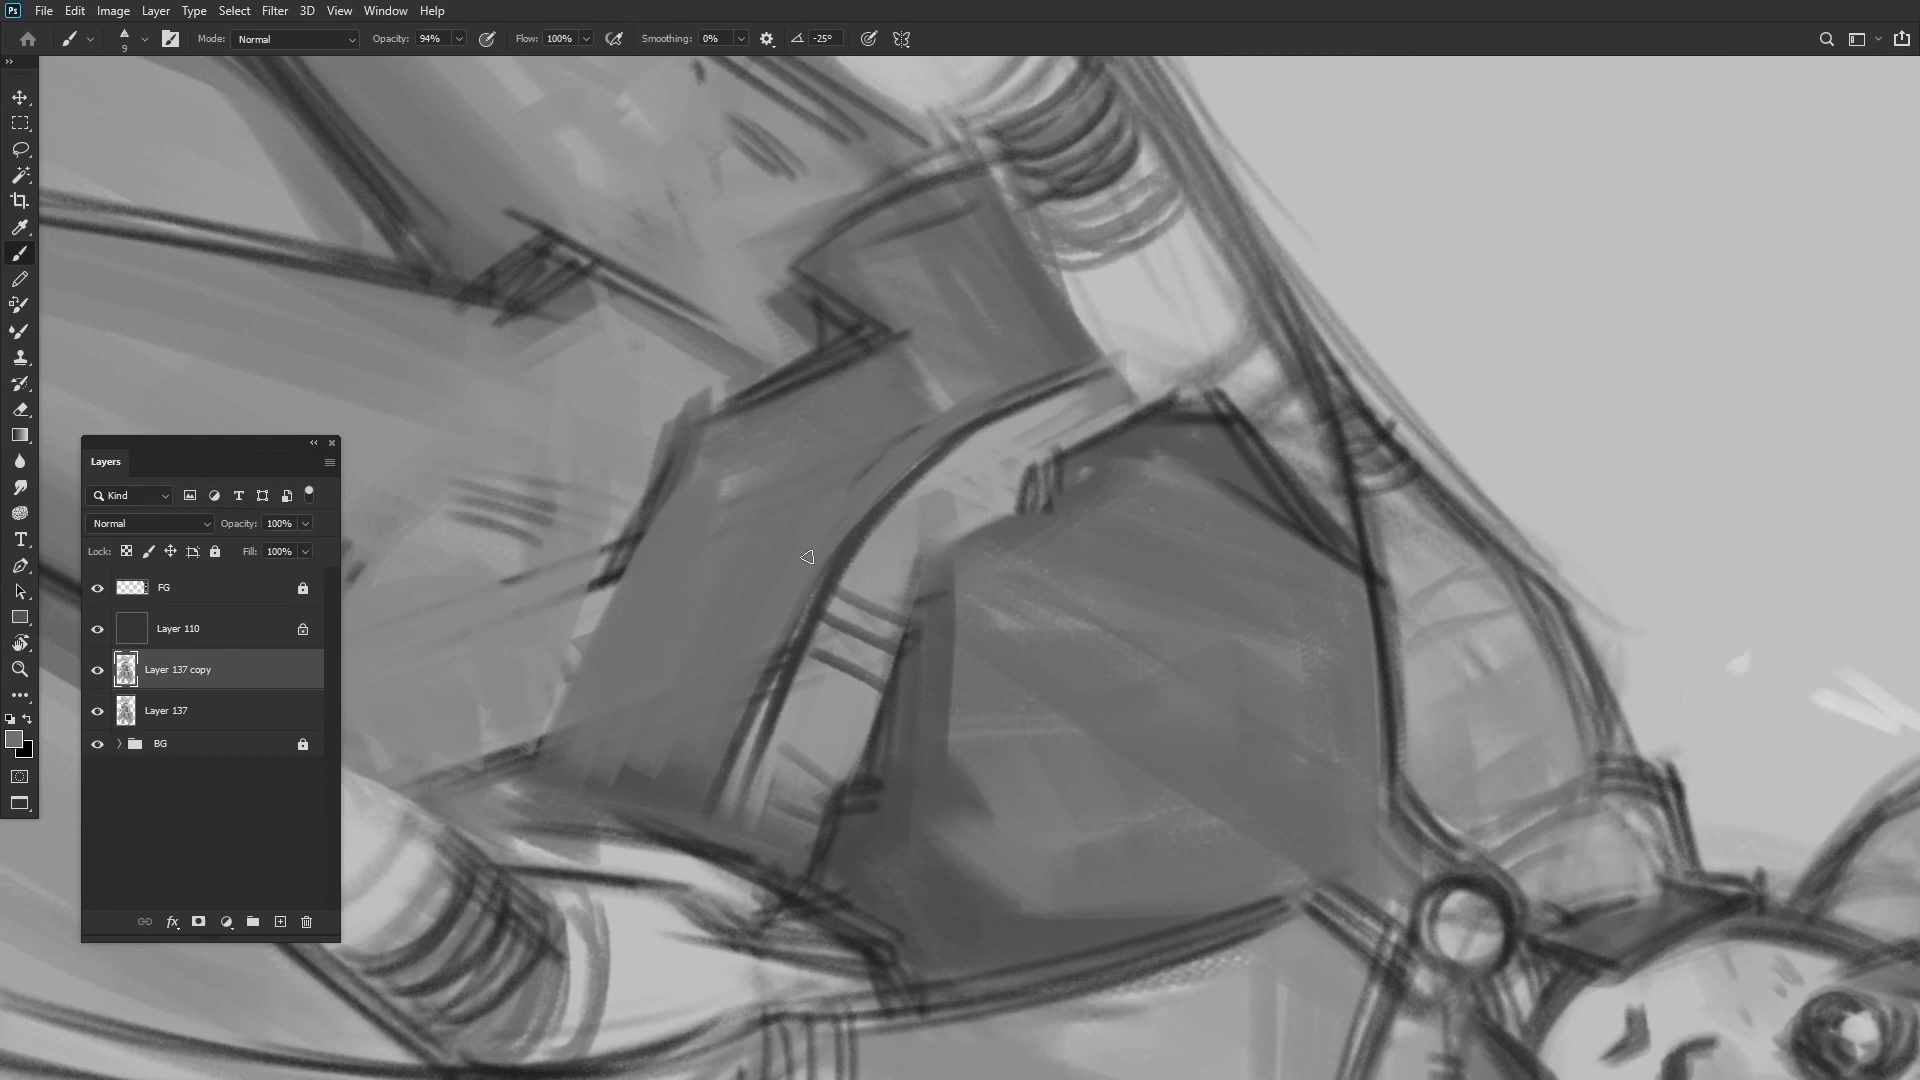 Ps File Edit Image Layer Type Select Filter 3D View Window Help
9 Mode: Normal Opacity: 94% Flow: 100% Smoothing: 0% -25°
Layers
Kind
Normal Opacity: 100%
Lock: Fill: 100%
FG
Layer 110
Layer 137 copy
Layer 137
BG
fx